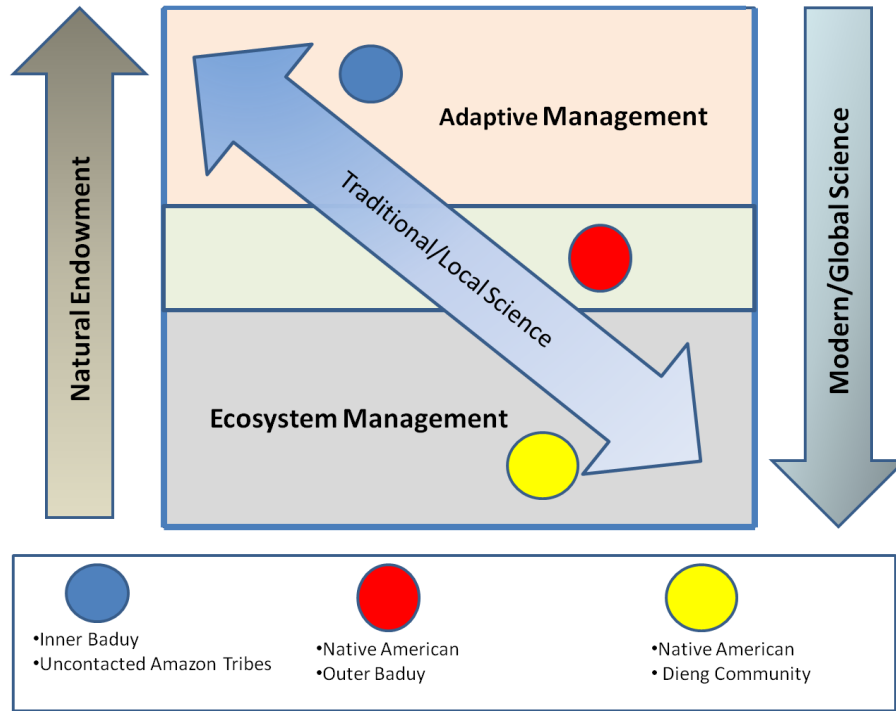 Natural Endowment
Adaptive Management
Traditional/Local Science
Ecosystem Management
Modern/Global Science
•Inner Baduy
•Uncontacted Amazon Tribes
•Native American
•Outer Baduy
•Native American
• Dieng Community